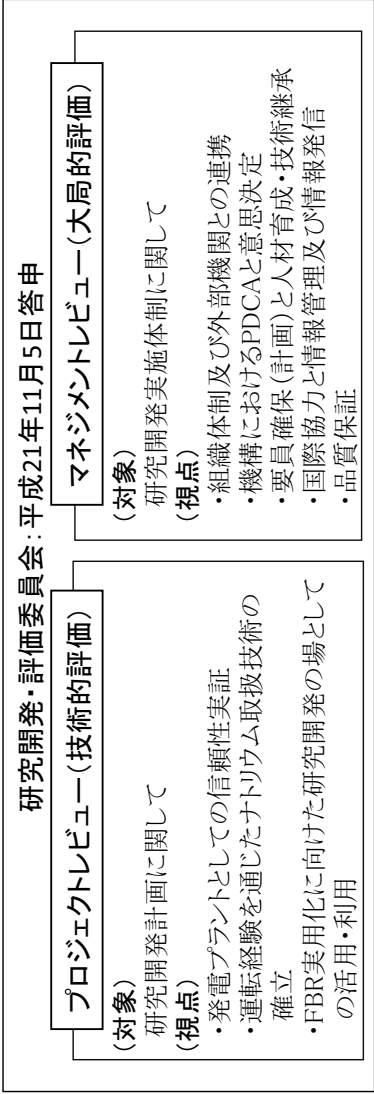 研究開発・評価委員会：平成21年11月5日答申
プロジェクトレビュー（技術的評価）
（対象）
研究開発計画に関して
（視点）
・発電プラントとしての信頼性実証
・運転経験を通じたナトリウム取扱技術の
確立
・FBR実用化に向けた研究開発の場として
の活用・利用
マネジメントレビュー（大局的評価）
（対象）
研究開発実施体制に関して
（視点）
・組織体制及び外部機関との連携
・機構におけるPDCAと意思決定
・要員確保（計画）と人材育成・技術継承
・国際協力と情報管理及び情報発信
・品質保証